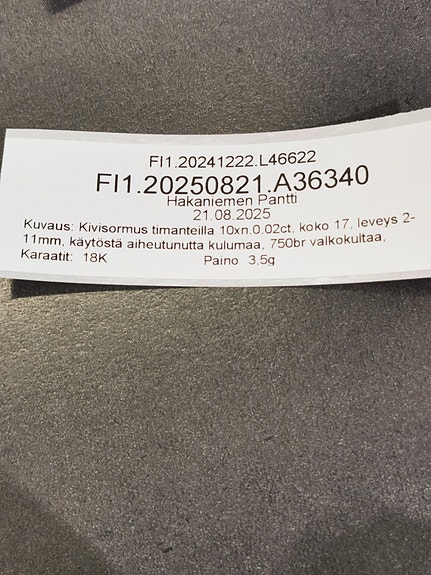 FI1.20241222.L46622
FI1.20250821.A36340
Hakaniemen Pantti
21.08.2025
Kuvaus: Kivisormus timanteilla 10xn.0.02ct, koko 17, leveys 2-
11mm, käytöstä aiheutunutta kulumaa, 750br valkokultaa,
Karaatit: 18K Paino 3,5g